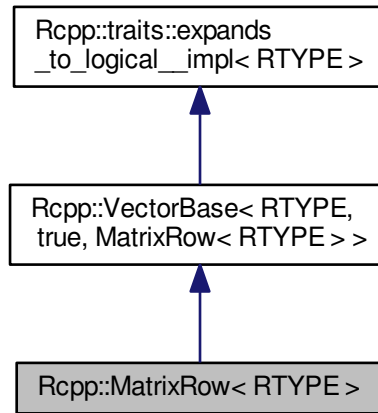 Rcpp::traits::expands
_to_logical__impl< RTYPE >
Rcpp::VectorBase< RTYPE,
true, MatrixRow< RTYPE > >
Rcpp::MatrixRow< RTYPE >